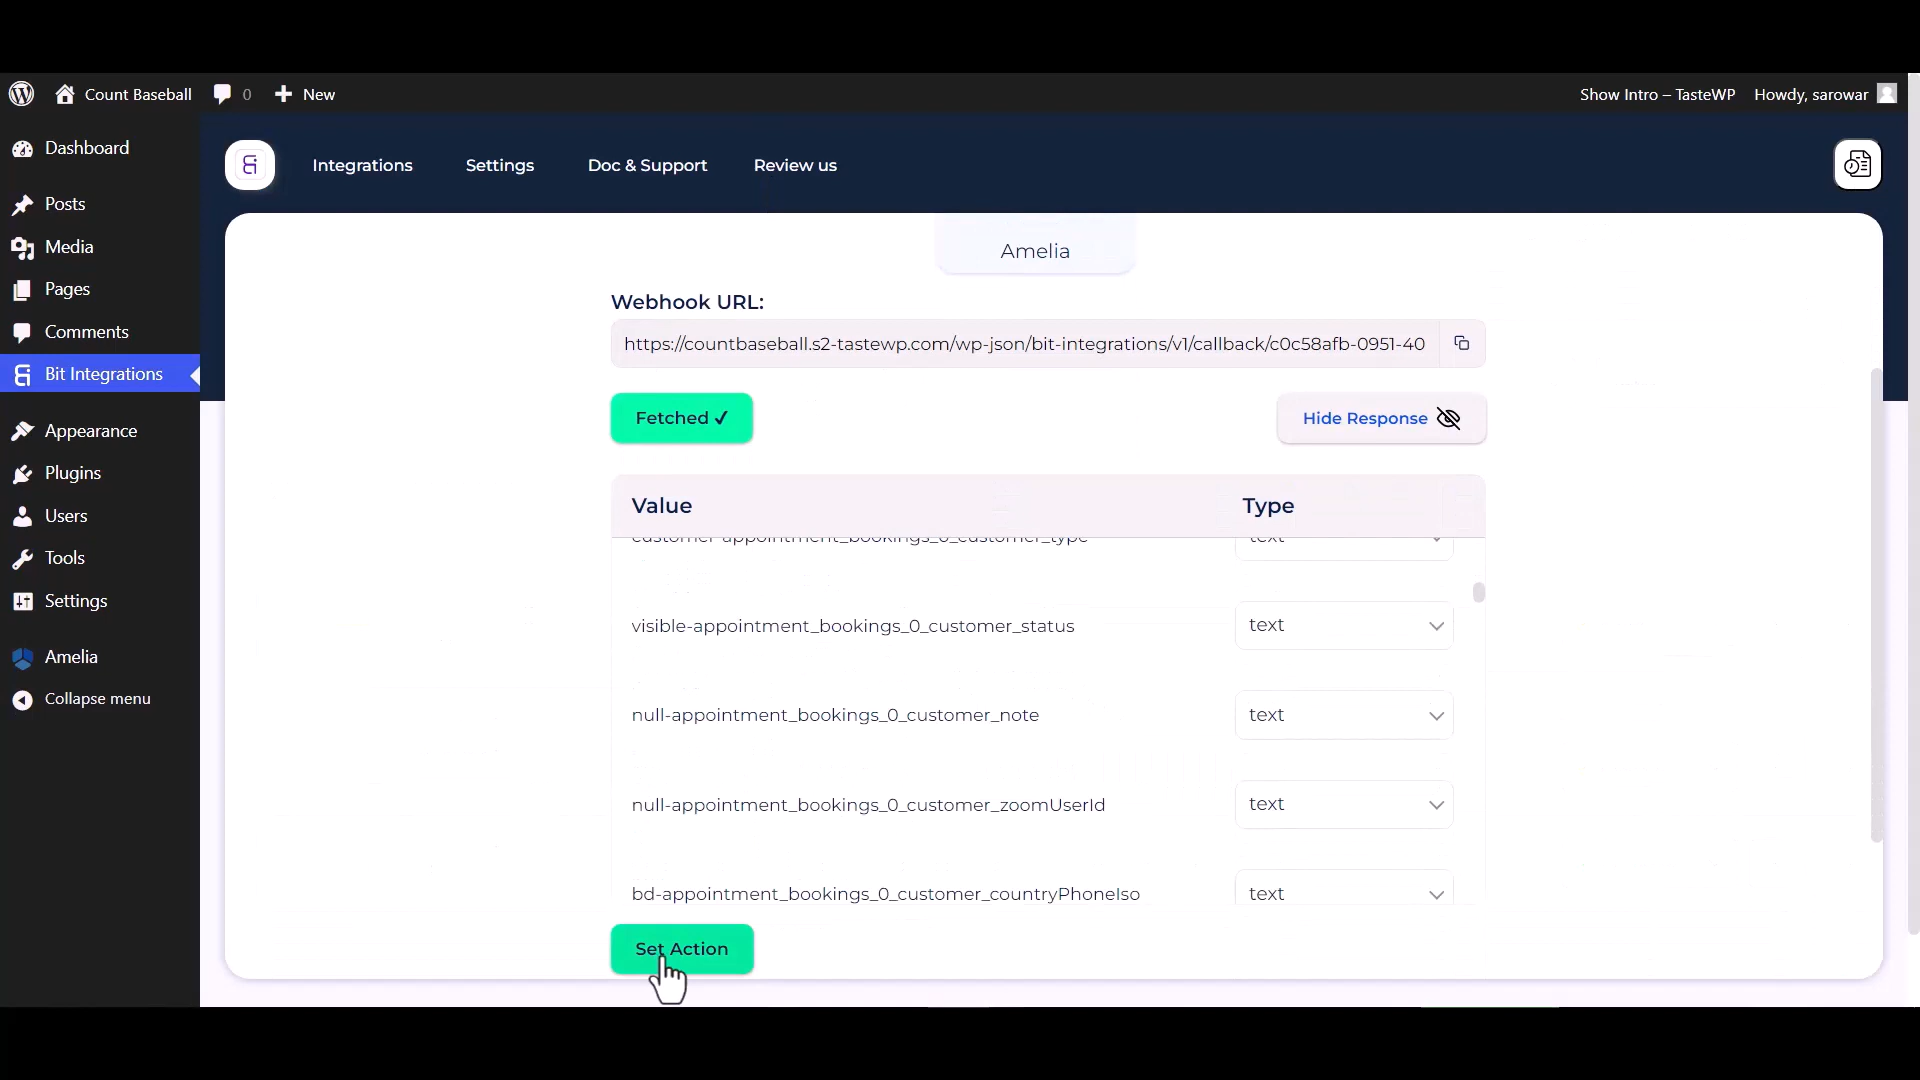 Count Baseball
0
New
Show Intro – TasteWP
Howdy, sarowar
Dashboard
Posts
Media
Pages
Comments
Bit Integrations
Appearance
Plugins
Users
Tools
Settings
Amelia
Collapse menu
Integrations
Settings
Doc & Support
Review us
Amelia
Webhook URL:
https://countbaseball.s2-tastewp.com/wp-json/bit-integrations/v1/callback/c0c58afb-0951-40
Fetched ✓
Hide Response
Value
Type
customer-appointment_bookings_0_customer_type
text
visible-appointment_bookings_0_customer_status
text
null-appointment_bookings_0_customer_note
text
null-appointment_bookings_0_customer_zoomUserId
text
bd-appointment_bookings_0_customer_countryPhoneIso
text
Set Action